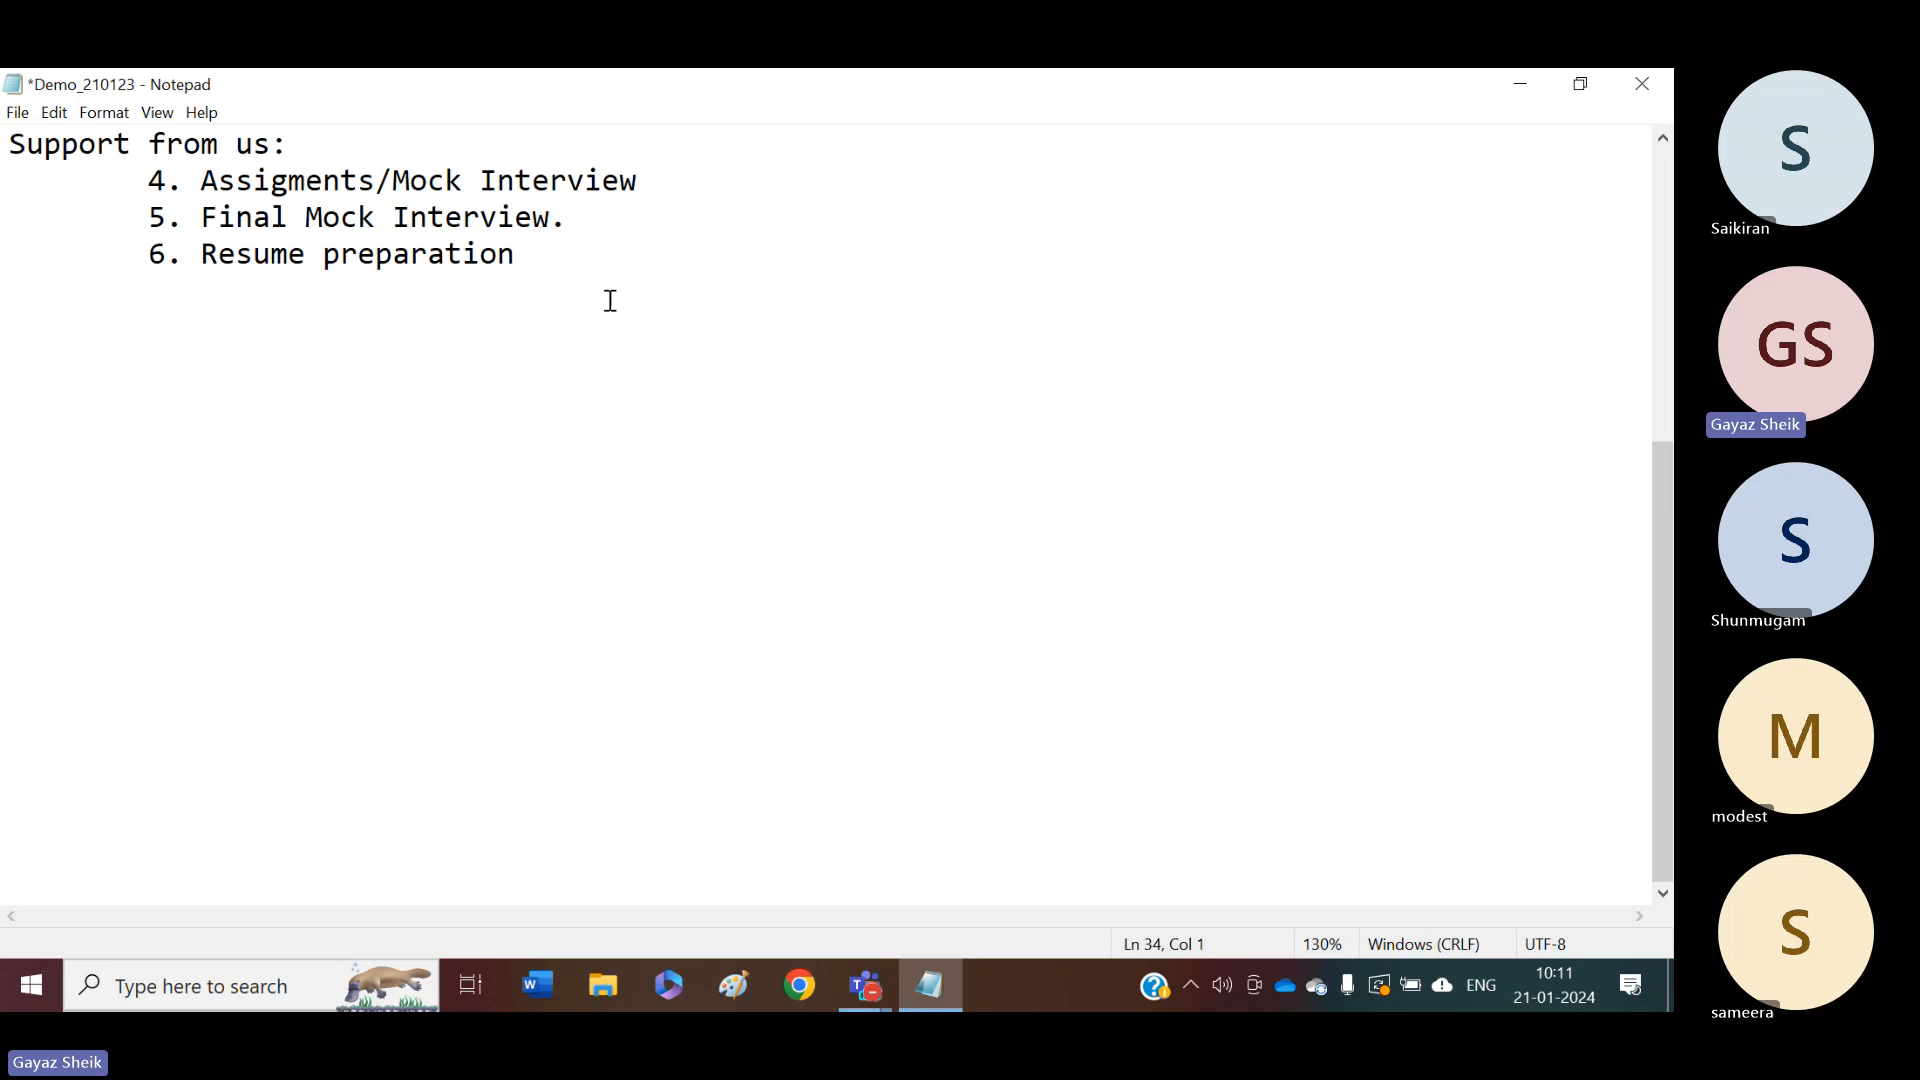 *Demo_210123 - Notepad
File Edit Format View Help
Support from us:
4. Assigments/Mock Interview
5. Final Mock Interview.
6. Resume preparation
Ln 34, Col 1
130%
Windows (CRLF)
UTF-8
Type here to search
ENG
10:11
21-01-2024
S
Saikiran
GS
Gayaz Sheik
S
Shunmugam
M
modest
S
sameera
Gayaz Sheik